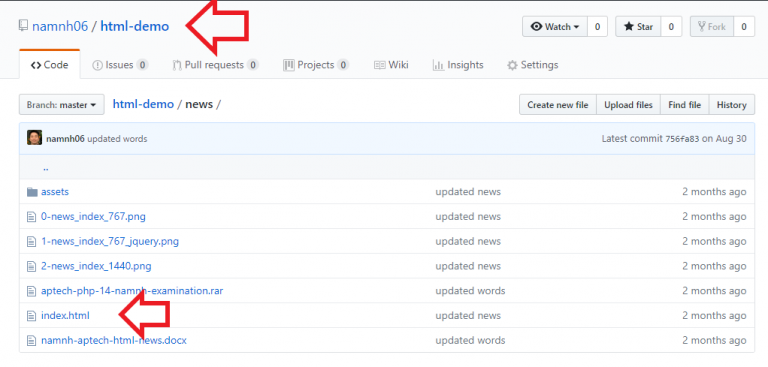 namnh06 / html-demo Watch 0 Star 0 Fork 0
Code Issues 0 Pull requests 0 Projects 0 Wiki Insights Settings
Branch: master html-demo / news / Create new file Upload files Find file History
namnh06 updated words Latest commit 756fa83 on Aug 30
..
assets updated news 2 months ago
0-news_index_767.png updated news 2 months ago
1-news_index_767_jquery.png updated news 2 months ago
2-news_index_1440.png updated news 2 months ago
aptech-php-14-namnh-examination.rar updated words 2 months ago
index.html updated news 2 months ago
namnh-aptech-html-news.docx updated words 2 months ago